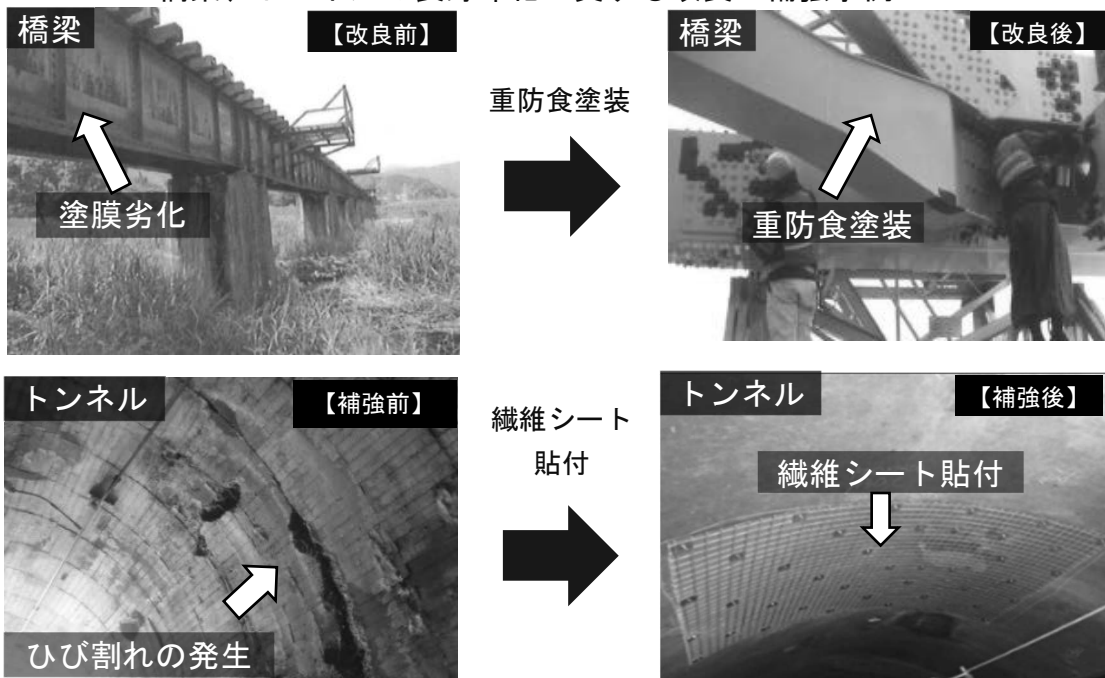 橋梁
【改良前】
塗膜劣化
重防食塗装
橋梁
【改良後】
重防食塗装
トンネル
【補強前】
ひび割れの発生
繊維シート
貼付
トンネル
【補強後】
繊維シート貼付